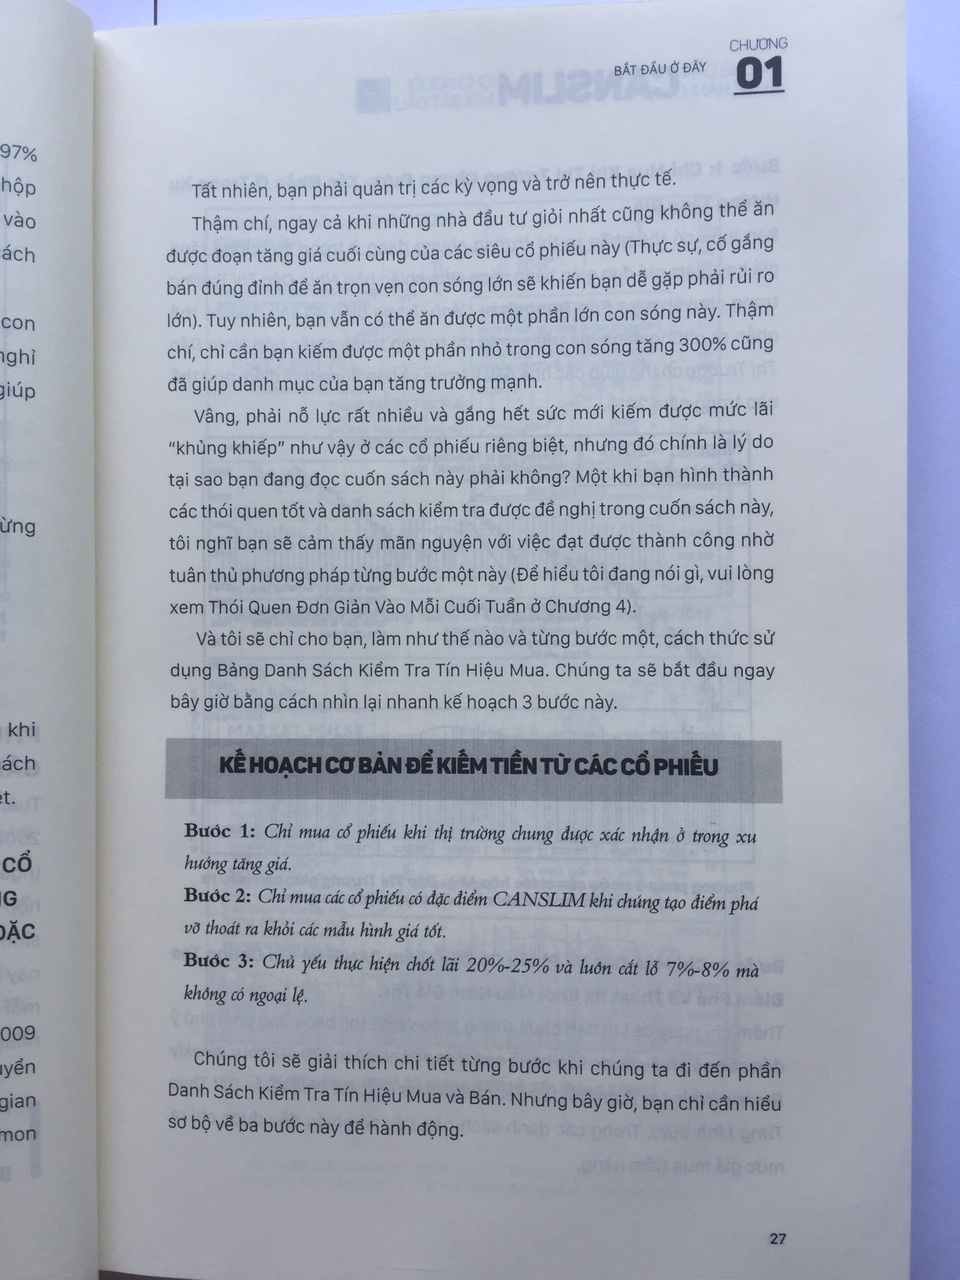 97%
hộp
vào
ách
con
nghỉ
giúp
ừng
khi
ách
ệt.
CỔ
NG
ĐẶC
009
uyển
gian
mon
CHƯƠNG
BẮT ĐẦU Ở ĐÂY 01
Tất nhiên, bạn phải quản trị các kỳ vọng và trở nên thực tế.
Thậm chí, ngay cả khi những nhà đầu tư giỏi nhất cũng không thể ăn
được đoạn tăng giá cuối cùng của các siêu cổ phiếu này (Thực sự, cố gắng
bán đúng đỉnh để ăn trọn vẹn con sóng lớn sẽ khiến bạn dễ gặp phải rủi ro
lớn). Tuy nhiên, bạn vẫn có thể ăn được một phần lớn con sóng này. Thậm
chí, chỉ cần bạn kiếm được một phần nhỏ trong con sóng tăng 300% cũng
đã giúp danh mục của bạn tăng trưởng mạnh.
Vâng, phải nỗ lực rất nhiều và gắng hết sức mới kiếm được mức lãi
“khủng khiếp” như vậy ở các cổ phiếu riêng biệt, nhưng đó chính là lý do
tại sao bạn đang đọc cuốn sách này phải không? Một khi bạn hình thành
các thói quen tốt và danh sách kiểm tra được đề nghị trong cuốn sách này,
tôi nghĩ bạn sẽ cảm thấy mãn nguyện với việc đạt được thành công nhờ
tuân thủ phương pháp từng bước một này (Để hiểu tôi đang nói gì, vui lòng
xem Thói Quen Đơn Giản Vào Mỗi Cuối Tuần ở Chương 4).
Và tôi sẽ chỉ cho bạn, làm như thế nào và từng bước một, cách thức sử
dụng Bảng Danh Sách Kiểm Tra Tín Hiệu Mua. Chúng ta sẽ bắt đầu ngay
bây giờ bằng cách nhìn lại nhanh kế hoạch 3 bước này.
KẾ HOẠCH CƠ BẢN ĐỂ KIẾM TIỀN TỪ CÁC CỔ PHIẾU
Bước 1: Chỉ mua cổ phiếu khi thị trường chung được xác nhận ở trong xu
hướng tăng giá.
Bước 2: Chỉ mua các cổ phiếu có đặc điểm CANSLIM khi chúng tạo điểm phá
vỡ thoát ra khỏi các mẫu hình giá tốt.
Bước 3: Chủ yếu thực hiện chốt lãi 20%-25% và luôn cắt lỗ 7%-8% mà
không có ngoại lệ.
Chúng tôi sẽ giải thích chi tiết từng bước khi chúng ta đi đến phần
Danh Sách Kiểm Tra Tín Hiệu Mua và Bán. Nhưng bây giờ, bạn chỉ cần hiểu
sơ bộ về ba bước này để hành động.
27